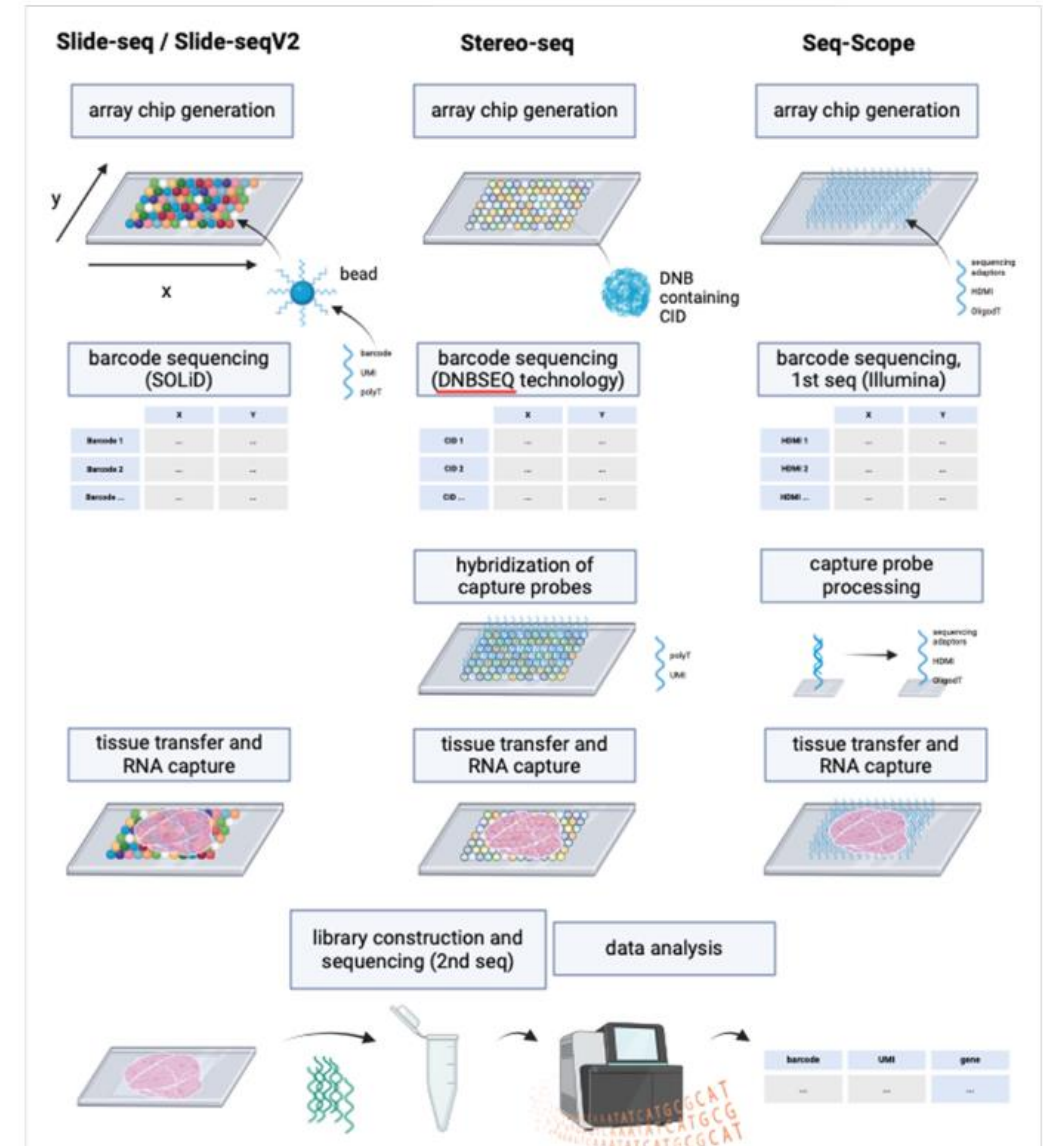 Slide-seq / Slide-seqV2
Stereo-seq
Seq-Scope
array chip generation
array chip generation
array chip generation
y
x
bead
barcode
UMI
polyT
DNB
containing
CID
sequencing
adaptors
HDMI
OligodT
barcode sequencing
(SOLiD)
barcode sequencing
(DNBSEQ technology)
barcode sequencing,
1st seq (Illumina)
X Y
Barcode 1 ... ...
Barcode 2 ... ...
Barcode ... ... ...
X Y
CID 1 ... ...
CID 2 ... ...
CID ... ... ...
X Y
HDMI 1 ... ...
HDMI 2 ... ...
HDMI ... ... ...
hybridization of
capture probes
capture probe
processing
polyT
UMI
sequencing
adaptors
HDMI
OligodT
tissue transfer and
RNA capture
tissue transfer and
RNA capture
tissue transfer and
RNA capture
library construction and
sequencing (2nd seq)
data analysis
barcode UMI gene
... ... ...